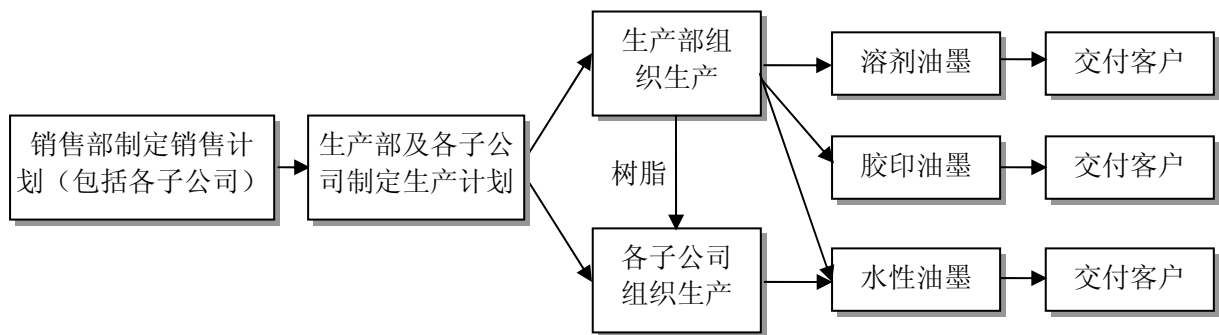 销售部制定销售计
划（包括各子公司）
生产部及各子公
司制定生产计划
生产部组
织生产
树脂
各子公司
组织生产
溶剂油墨
交付客户
胶印油墨
交付客户
水性油墨
交付客户